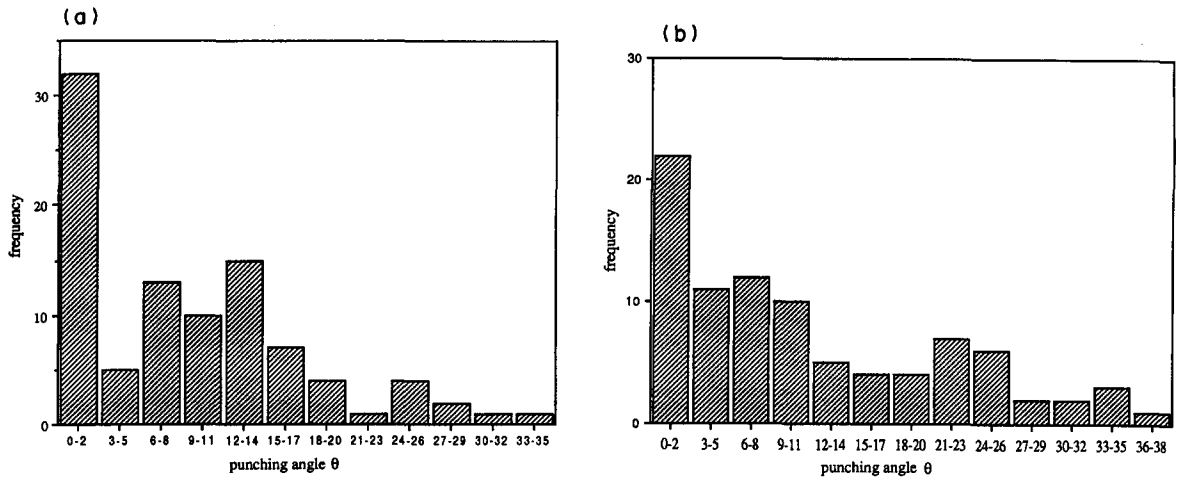 (a)
30
20
10
0
frequency
0-2 3-5 6-8 9-11 12-14 15-17 18-20 21-23 24-26 27-29 30-32 33-35
punching angle θ
(b)
30
20
10
0
frequency
0-2 3-5 6-8 9-11 12-14 15-17 18-20 21-23 24-26 27-29 30-32 33-35 36-38
punching angle θ